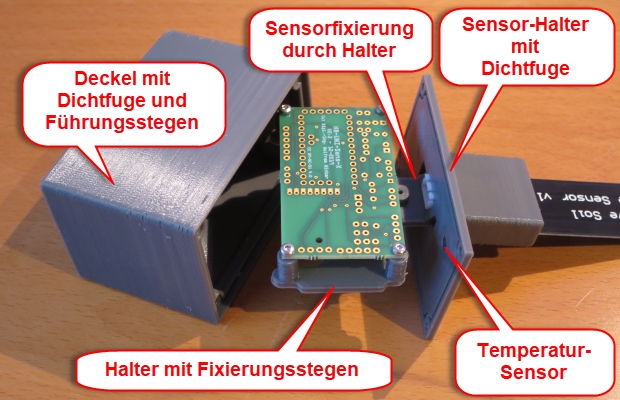 Sensorfixierung
durch Halter
Sensor-Halter
mit
Dichtfuge
Deckel mit
Dichtfuge und
Führungsstegen
ve Soil
Sensor v1
Halter mit Fixierungsstegen
Temperatur-
Sensor